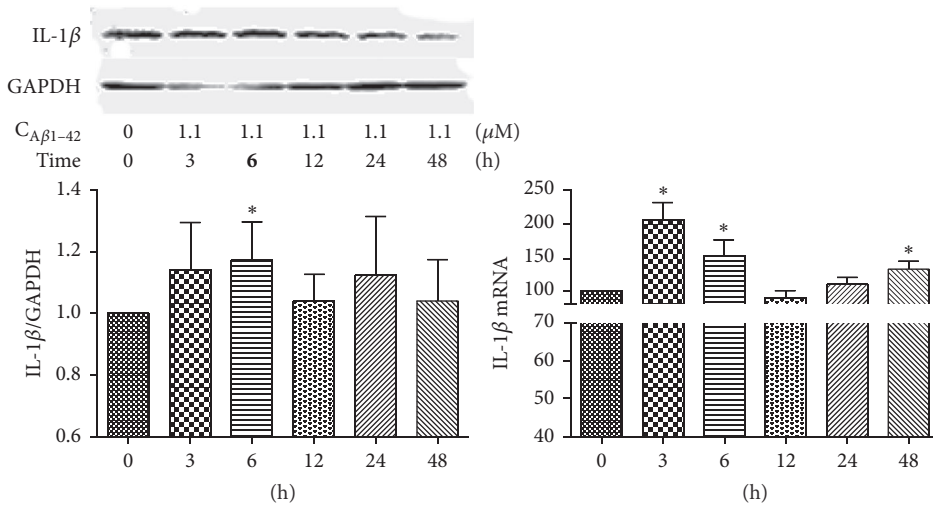 IL-1β
GAPDH
C Aβ1–42 0 1.1 1.1 1.1 1.1 1.1 (μM)
Time 0 3 6 12 24 48 (h)
IL-1β/GAPDH
1.4
1.2
1.0
0.8
0.6
*
0 3 6 12 24 48
(h)
IL-1β mRNA
250
200
150
100
70
60
50
40
*
*
*
0 3 6 12 24 48
(h)